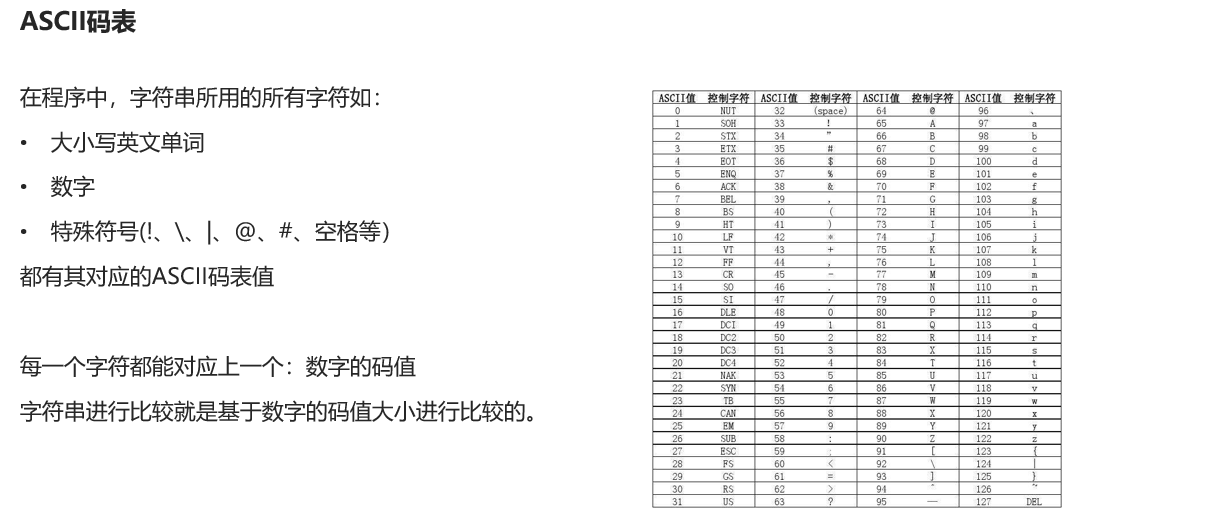 ASCII码表
在程序中，字符串所用的所有字符如：
• 大小写英文单词
• 数字
• 特殊符号(!、\、|、@、#、空格等）
都有其对应的ASCII码表值
每一个字符都能对应上一个：数字的码值
字符串进行比较就是基于数字的码值大小进行比较的。
ASCII值 控制字符 ASCII值 控制字符 ASCII值 控制字符 ASCII值 控制字符
0 NUT 32 (space) 64 @ 96 、
1 SOH 33 ! 65 A 97 a
2 STX 34 ” 66 B 98 b
3 ETX 35 # 67 C 99 c
4 EOT 36 $ 68 D 100 d
5 ENQ 37 % 69 E 101 e
6 ACK 38 & 70 F 102 f
7 BEL 39 , 71 G 103 g
8 BS 40 ( 72 H 104 h
9 HT 41 ) 73 I 105 i
10 LF 42 * 74 J 106 j
11 VT 43 + 75 K 107 k
12 FF 44 , 76 L 108 l
13 CR 45 - 77 M 109 m
14 SO 46 . 78 N 110 n
15 SI 47 / 79 O 111 o
16 DLE 48 0 80 P 112 p
17 DCI 49 1 81 Q 113 q
18 DC2 50 2 82 R 114 r
19 DC3 51 3 83 X 115 s
20 DC4 52 4 84 T 116 t
21 NAK 53 5 85 U 117 u
22 SYN 54 6 86 V 118 v
23 TB 55 7 87 W 119 w
24 CAN 56 8 88 X 120 x
25 EM 57 9 89 Y 121 y
26 SUB 58 : 90 Z 122 z
27 ESC 59 ; 91 [ 123 {
28 FS 60 < 92 \ 124 |
29 GS 61 = 93 ] 125 }
30 RS 62 > 94 ^ 126 ~
31 US 63 ? 95 — 127 DEL